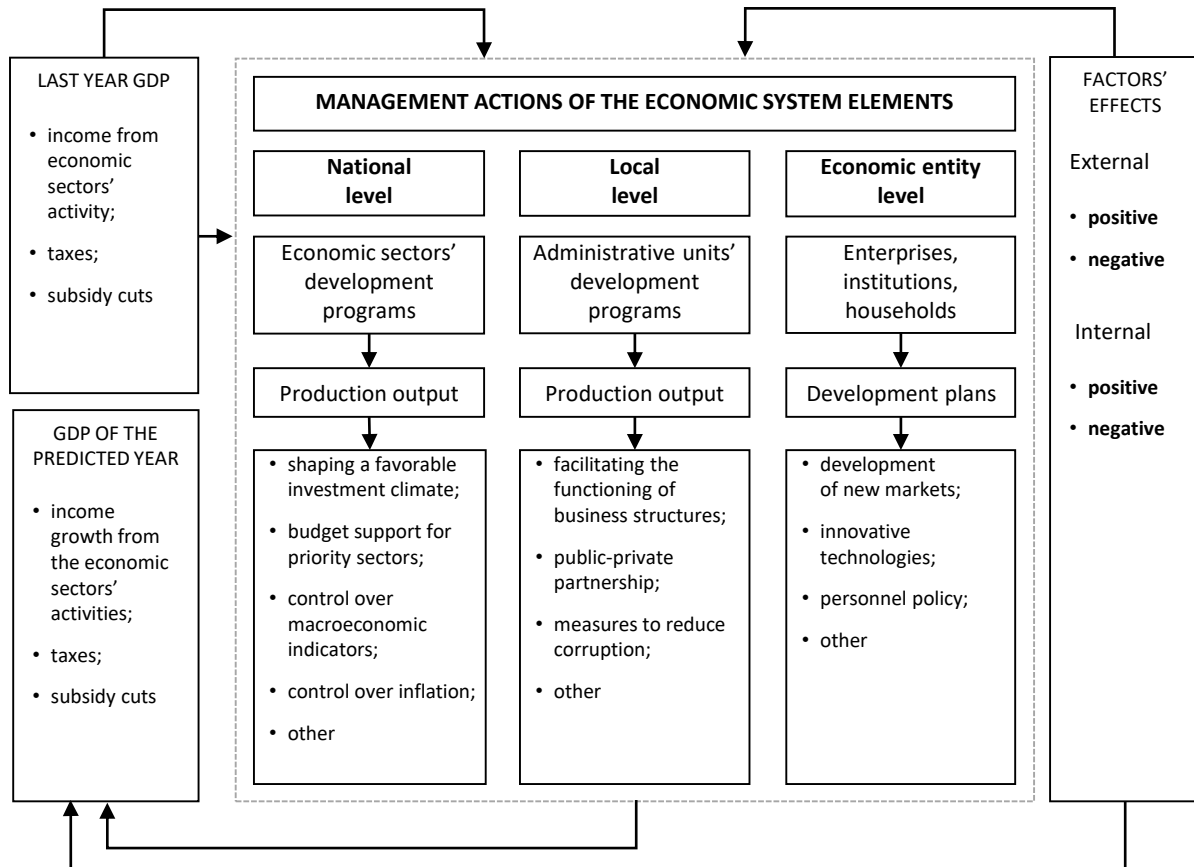 LAST YEAR GDP
• income from
economic
sectors’
activity;
• taxes;
• subsidy cuts
GDP OF THE
PREDICTED YEAR
• income
growth from
the economic
sectors’
activities;
• taxes;
• subsidy cuts
MANAGEMENT ACTIONS OF THE ECONOMIC SYSTEM ELEMENTS
National
level
Economic sectors’
development
programs
Production output
• shaping a favorable
investment climate;
• budget support for
priority sectors;
• control over
macroeconomic
indicators;
• control over inflation;
• other
Local
level
Administrative units’
development
programs
Production output
• facilitating the
functioning of
business structures;
• public-private
partnership;
• measures to reduce
corruption;
• other
Economic entity
level
Enterprises,
institutions,
households
Development plans
• development
of new markets;
• innovative
technologies;
• personnel policy;
• other
FACTORS’
EFFECTS
External
• positive
• negative
Internal
• positive
• negative